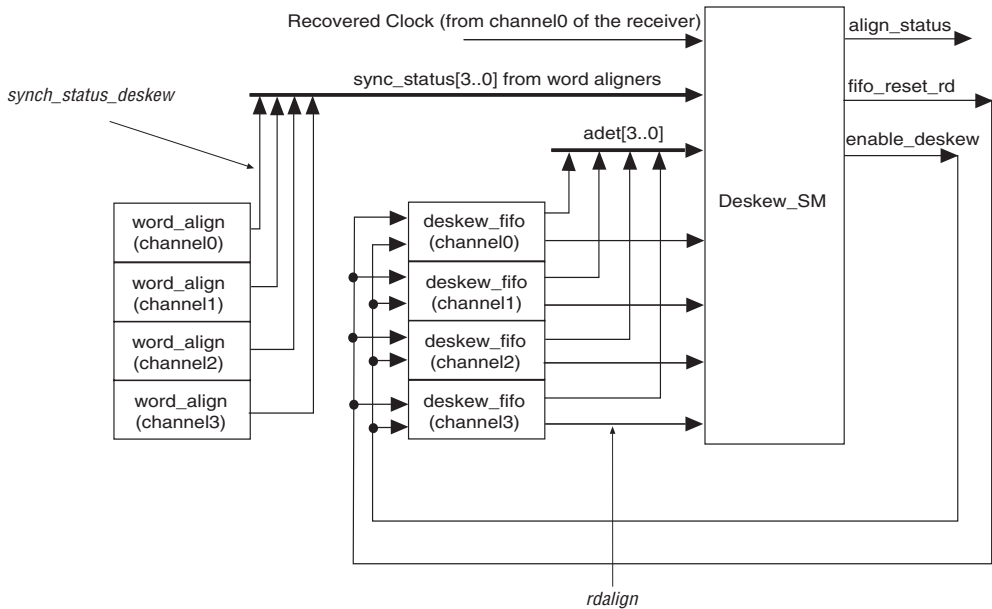 Recovered Clock (from channel0 of the receiver)
align_status
sync_status[3..0] from word aligners
synch_status_deskew
fifo_reset_rd
adet[3..0]
enable_deskew
Deskew_SM
word_align
(channel0)
word_align
(channel1)
word_align
(channel2)
word_align
(channel3)
deskew_fifo
(channel0)
deskew_fifo
(channel1)
deskew_fifo
(channel2)
deskew_fifo
(channel3)
rdalign